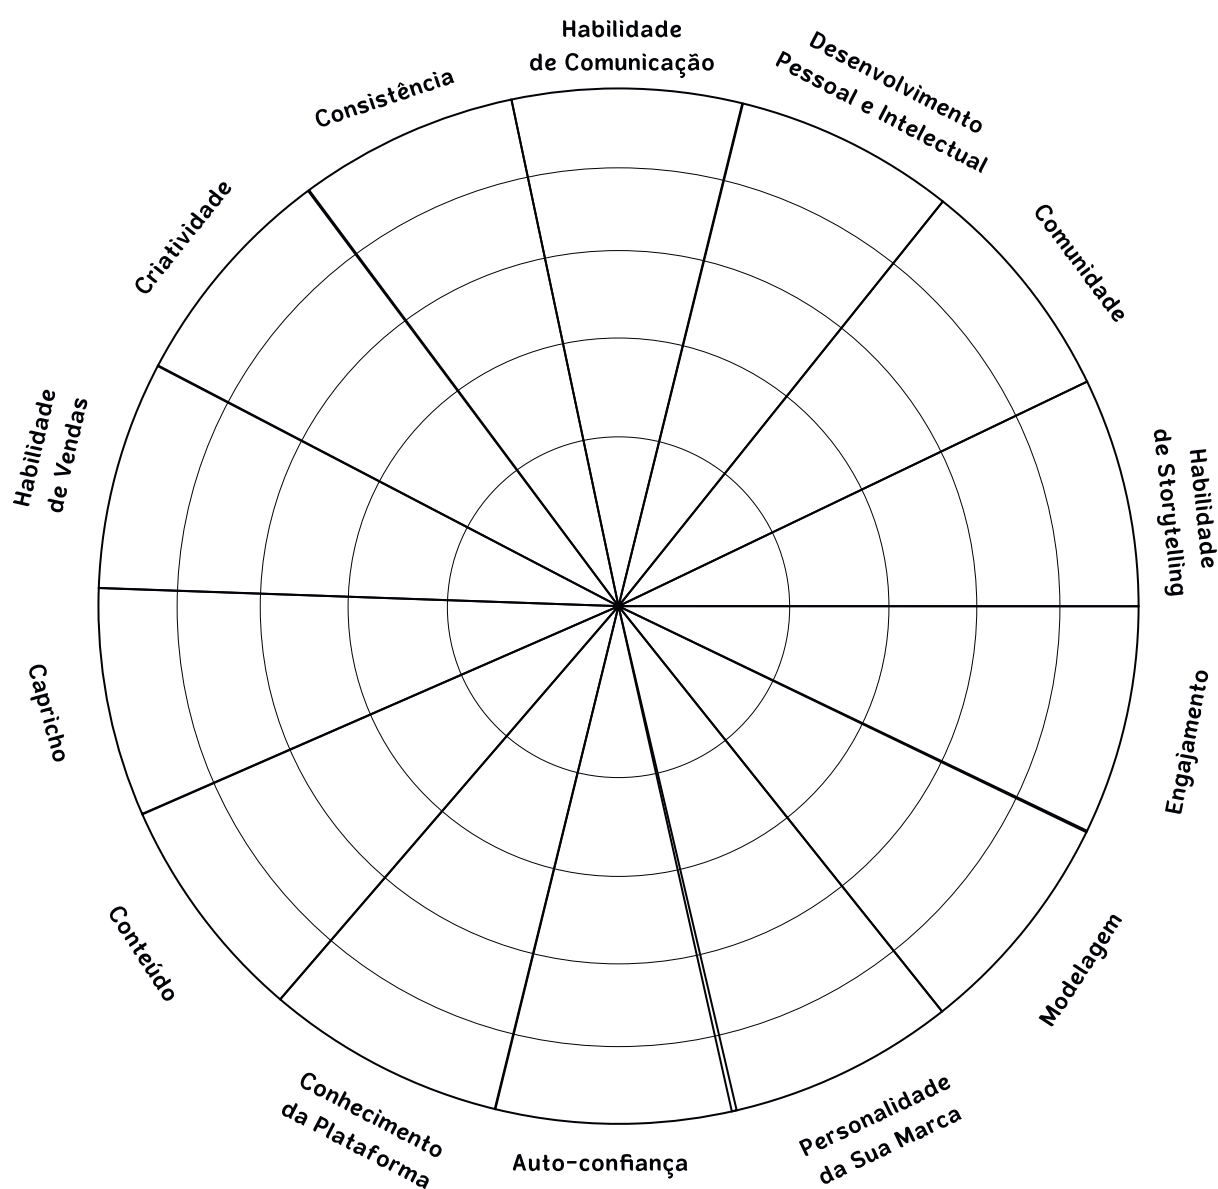 Habilidade
de Comunicação
Desenvolvimento
Pessoal e Intelectual
Comunidade
Habilidade
de Storytelling
Engajamento
Modelagem
Personalidade
da Sua Marca
Auto-confiança
Conhecimento
da Plataforma
Conteúdo
Capricho
Habilidade
de Vendas
Criatividade
Consistência